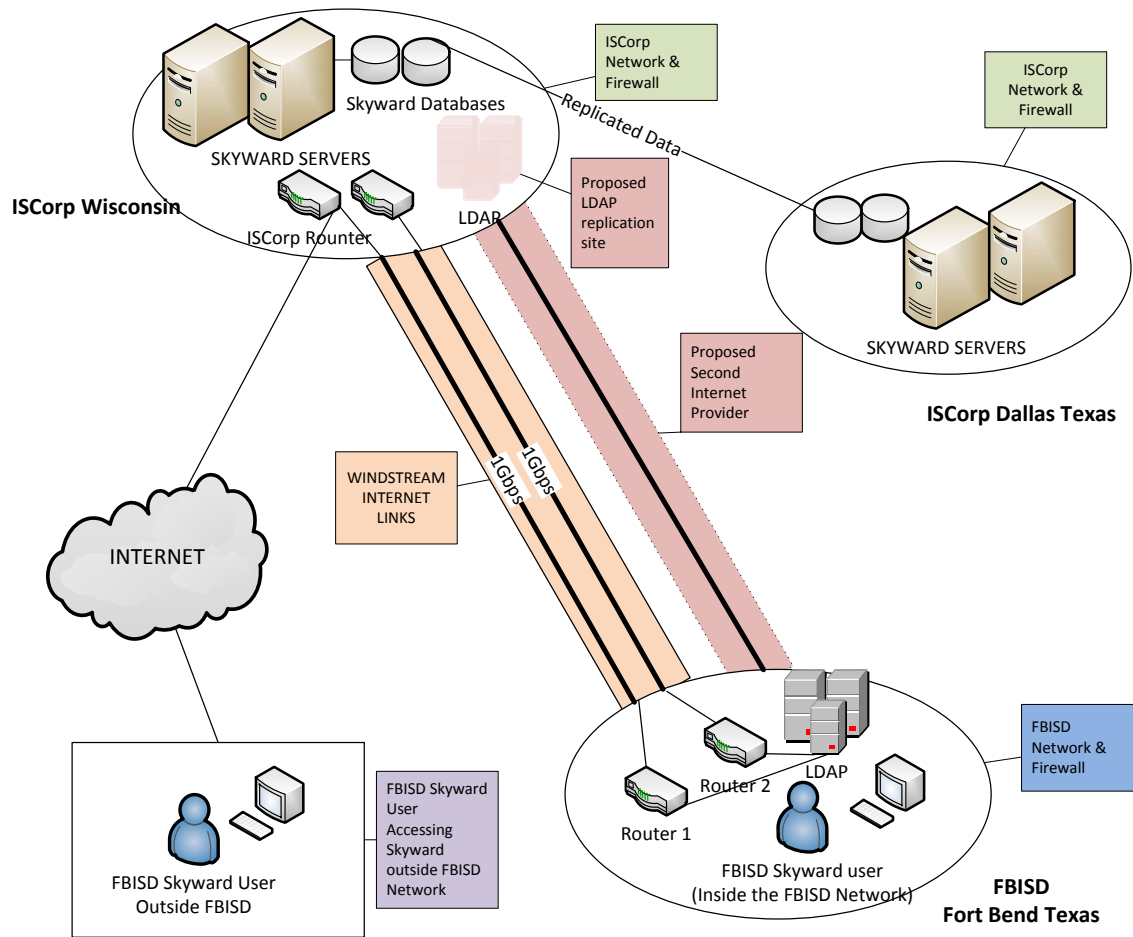 ISCorp
Network &
Firewall
ISCorp
Network &
Firewall
Skyward Databases
Replicated Data
SKYWARD SERVERS
Proposed
LDAP
replication
site
ISCorp Wisconsin
LDAP
ISCorp Rounter
SKYWARD SERVERS
Proposed
Second
Internet
Provider
ISCorp Dallas Texas
WINDSTREAM
INTERNET
LINKS
1Gbps
1Gbps
INTERNET
FBISD
Network &
Firewall
LDAP
Router 2
Router 1
FBISD Skyward user
(Inside the FBISD Network)
FBISD Skyward
User
Accessing
Skyward
outside FBISD
Network
FBISD Skyward User
Outside FBISD
FBISD
Fort Bend Texas